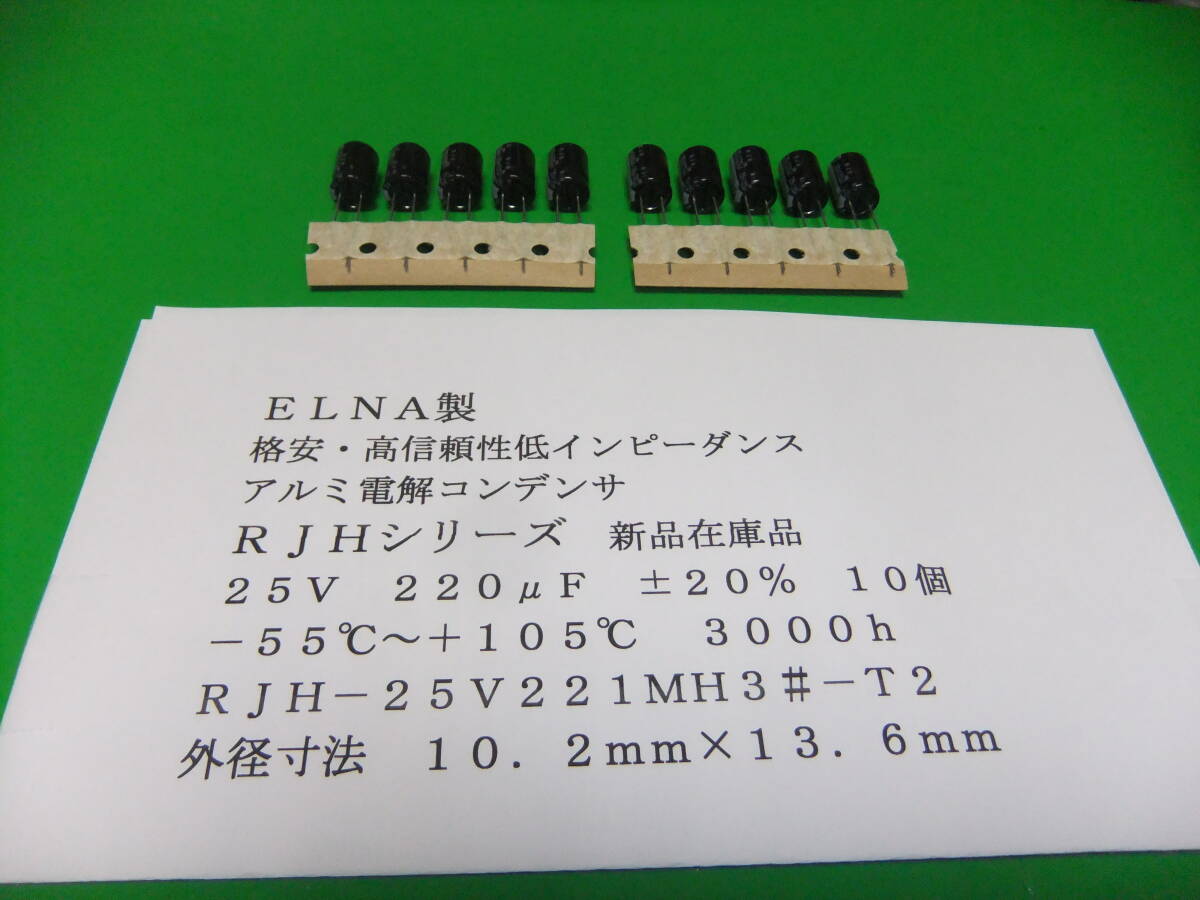 ＥＬＮＡ製
格安・高信頼性低インピーダンス
アルミ電解コンデンサ
ＲＪＨシリーズ　新品在庫品
２５Ｖ　２２０μＦ　±２０％　１０個
－５５℃～＋１０５℃　３０００ｈ
ＲＪＨ－２５Ｖ２２１ＭＨ３＃－Ｔ２
外径寸法　１０．２ｍｍ×１３．６ｍｍ